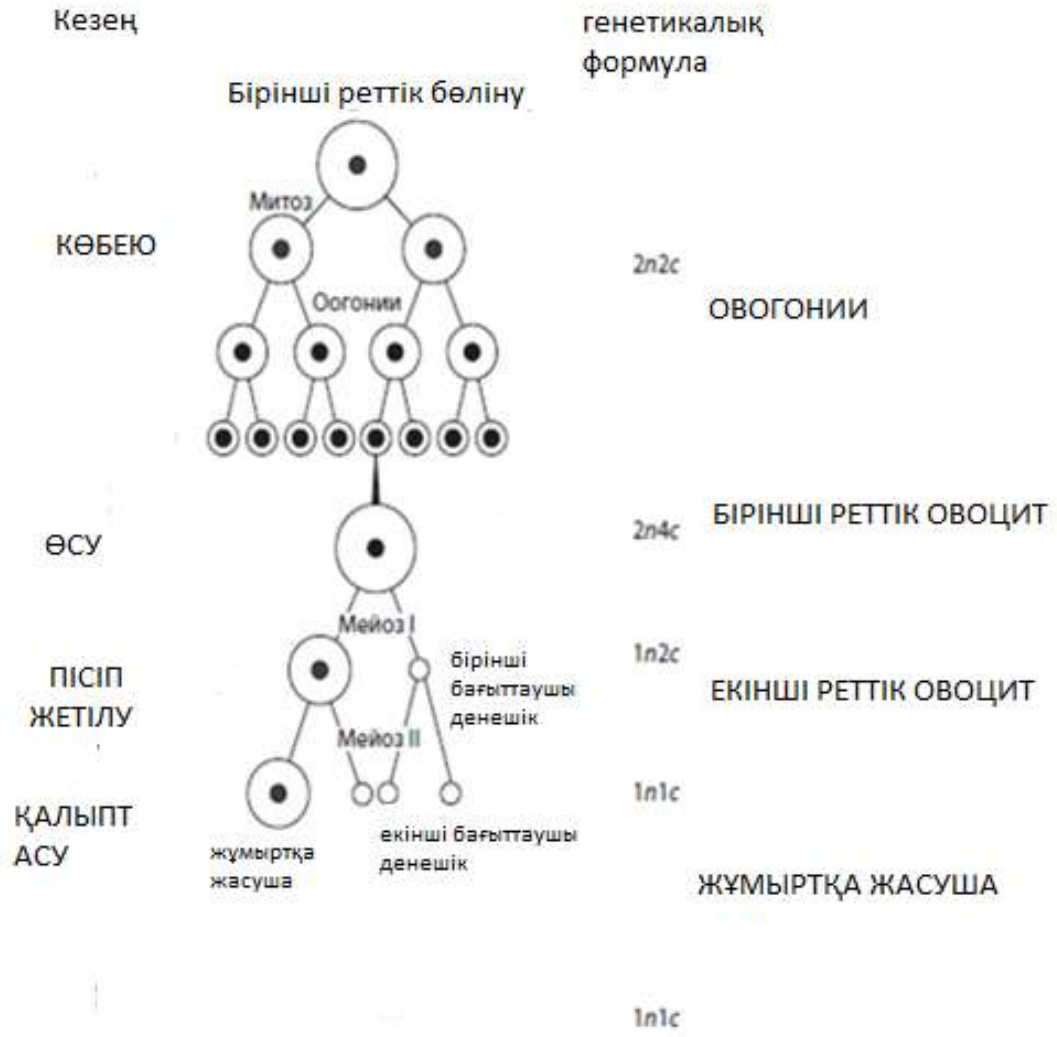 Кезең
генетикалық
формула
Бірінші реттік бөліну
Митоз
КӨБЕЮ
2n2c
Оогонии
ОВОГОНИИ
ӨСУ
2n4c
БІРІНШІ РЕТТІК ОВОЦИТ
Мейоз I
ПІСІП
ЖЕТІЛУ
бірінші
бағыттаушы
денешік
1n2c
ЕКІНШІ РЕТТІК ОВОЦИТ
Мейоз II
ҚАЛЫПТ
АСУ
1n1c
жұмыртқа
жасуша
екінші бағыттаушы
денешік
ЖҰМЫРТҚА ЖАСУША
1n1c